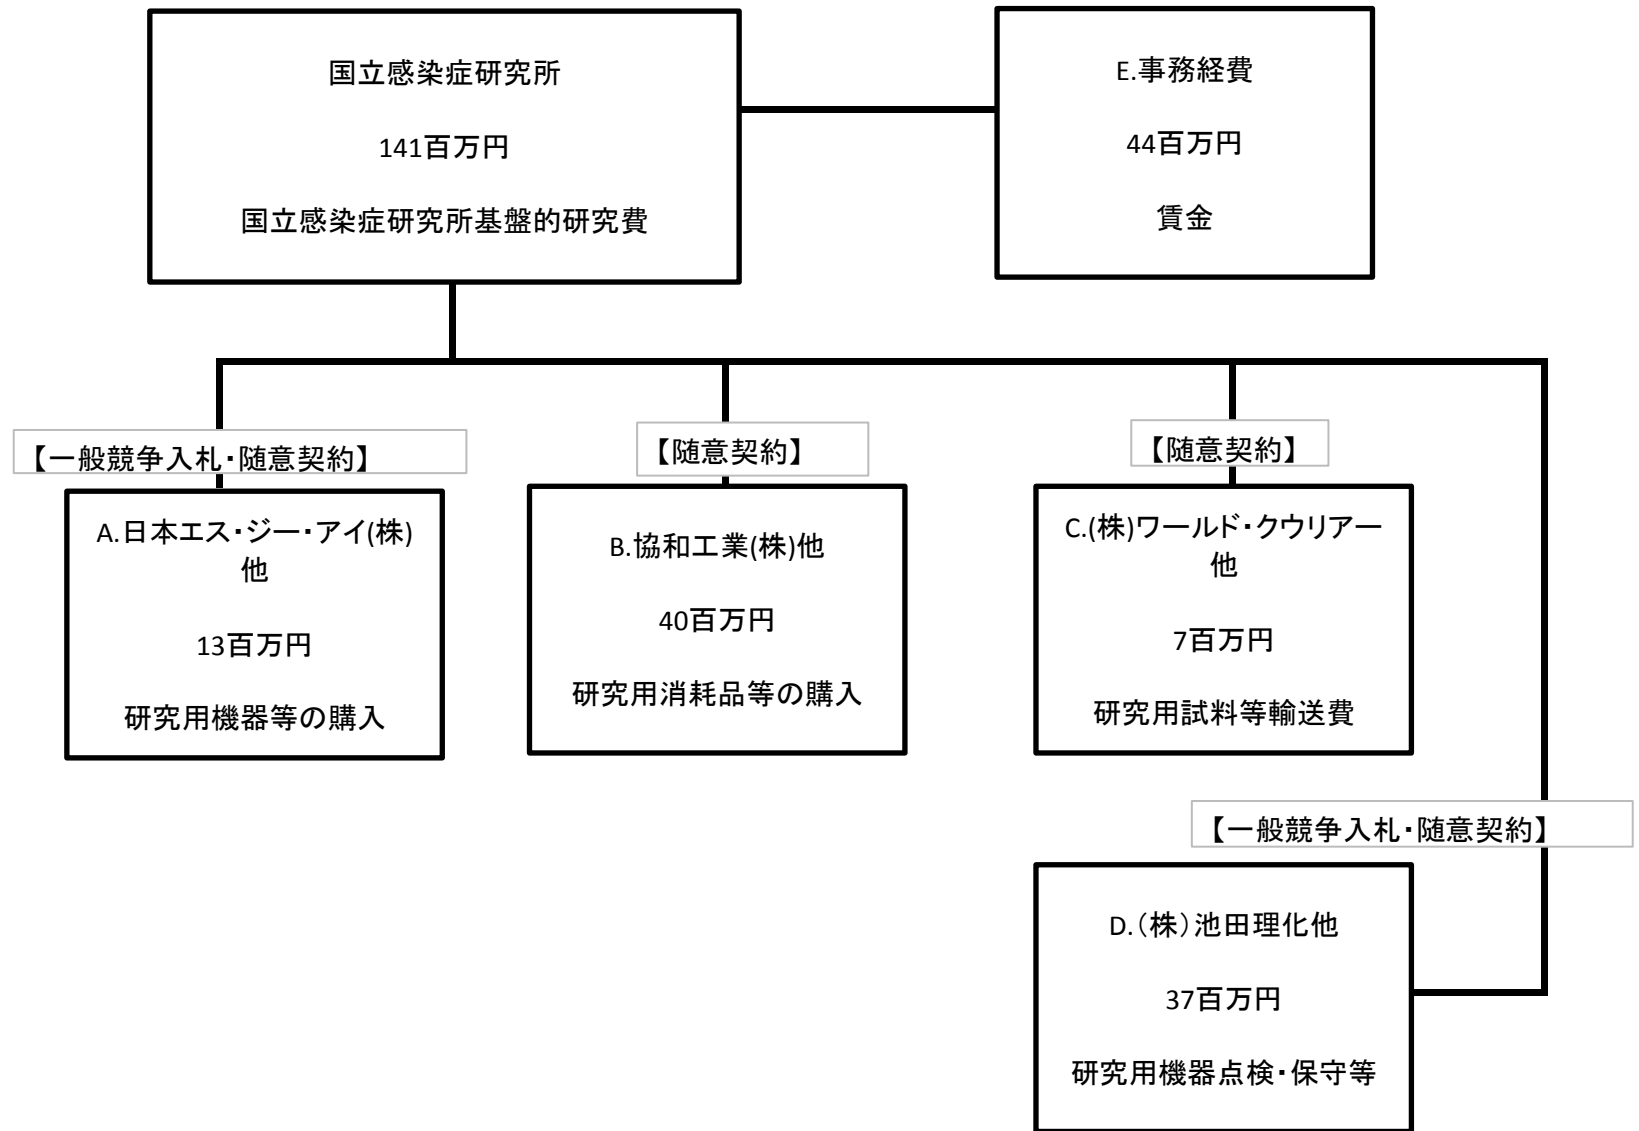 国立感染症研究所
141百万円
国立感染症研究所基盤的研究費
E.事務経費
44百万円
賃金
【一般競争入札・随意契約】
A.日本エス・ジー・アイ(株)
他
13百万円
研究用機器等の購入
【随意契約】
B.協和工業(株)他
40百万円
研究用消耗品等の購入
【随意契約】
C.(株)ワールド・クウリアー
他
7百万円
研究用試料等輸送費
【一般競争入札・随意契約】
D.（株）池田理化他
37百万円
研究用機器点検・保守等